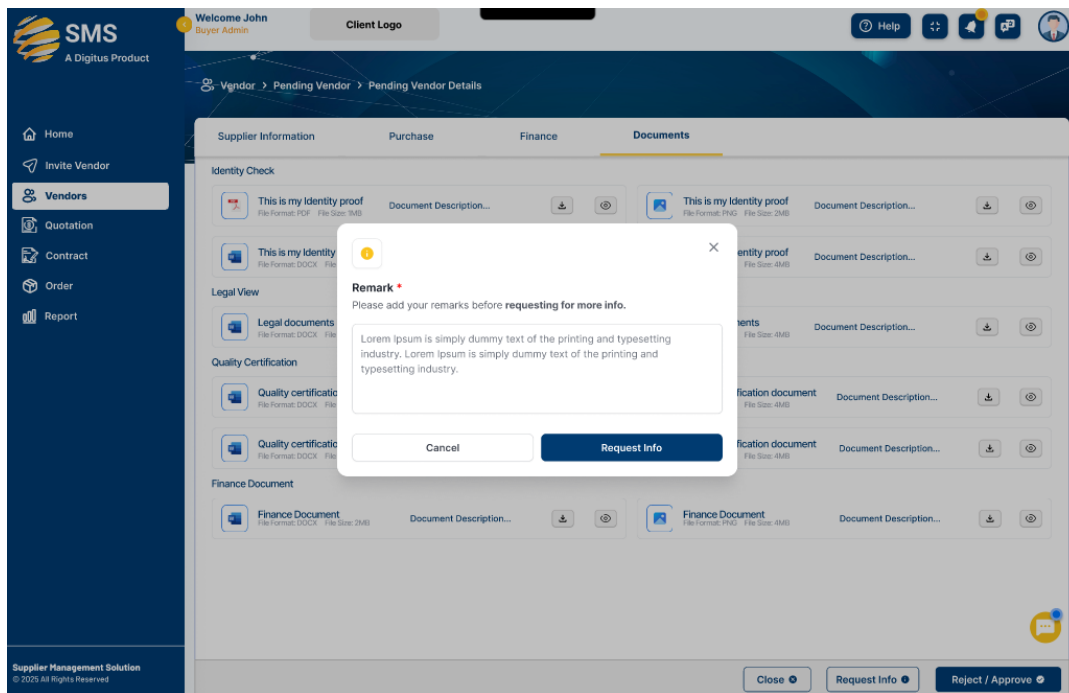 SMS
A Digitus Product
Welcome John
Buyer Admin
Client Logo
Help
Vendor > Pending Vendor > Pending Vendor Details
Home
Invite Vendor
Vendors
Quotation
Contract
Order
Report
Supplier Information Purchase Finance Documents
Identity Check
This is my Identity proof
File Format: PDF File Size: 1MB
Document Description...
This is my Identity proof
File Format: PNG File Size: 2MB
Document Description...
This is my Identity
File Format: DOCX File
entity proof
File Size: 4MB
Document Description...
Legal View
Legal documents
File Format: DOCX File
File Size: 4MB
Document Description...
Quality Certification
Quality certificatio
File Format: DOCX File
fication document
File Size: 4MB
Document Description...
Quality certificatio
File Format: DOCX File
fication document
File Size: 4MB
Document Description...
Finance Document
Finance Document
File Format: DOCX File Size: 2MB
Document Description...
Finance Document
File Format: PNG File Size: 4MB
Document Description...
Remark *
Please add your remarks before requesting for more info.
Lorem Ipsum is simply dummy text of the printing and typesetting
industry. Lorem Ipsum is simply dummy text of the printing and
typesetting industry.
Cancel Request Info
Supplier Management Solution
© 2025 All Rights Reserved
Close Request Info Reject / Approve